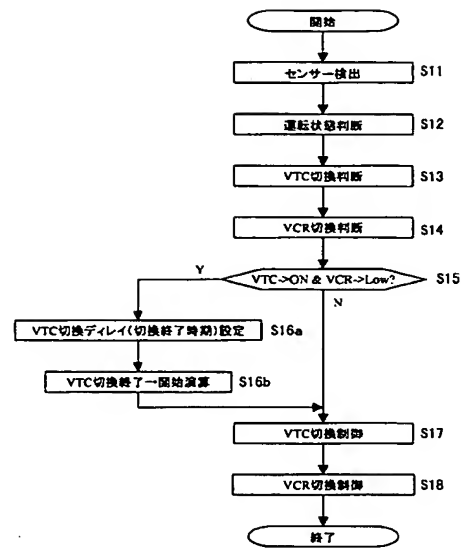 開始
センサー検出 S11
運転状態判断 S12
VTC切換判断 S13
VCR切換判断 S14
VTC->ON & VCR->Low? S15
Y
N
VTC切換ディレイ(切換終了時期)設定 S16a
VTC切換終了→開始演算 S16b
VTC切換制御 S17
VCR切換制御 S18
終了